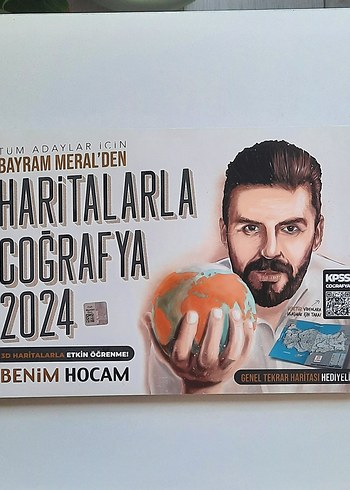 TÜM ADAYLAR İÇİN
BAYRAM MERAL'DEN
HARİTALARLA
COĞRAFYA
2024
3D HARİTALARLA ETKİN ÖĞRENME!
BENİM HOCAM
KPSS
COĞRAFYA
GENEL TEKRAR HARİTASI HEDİYELİ